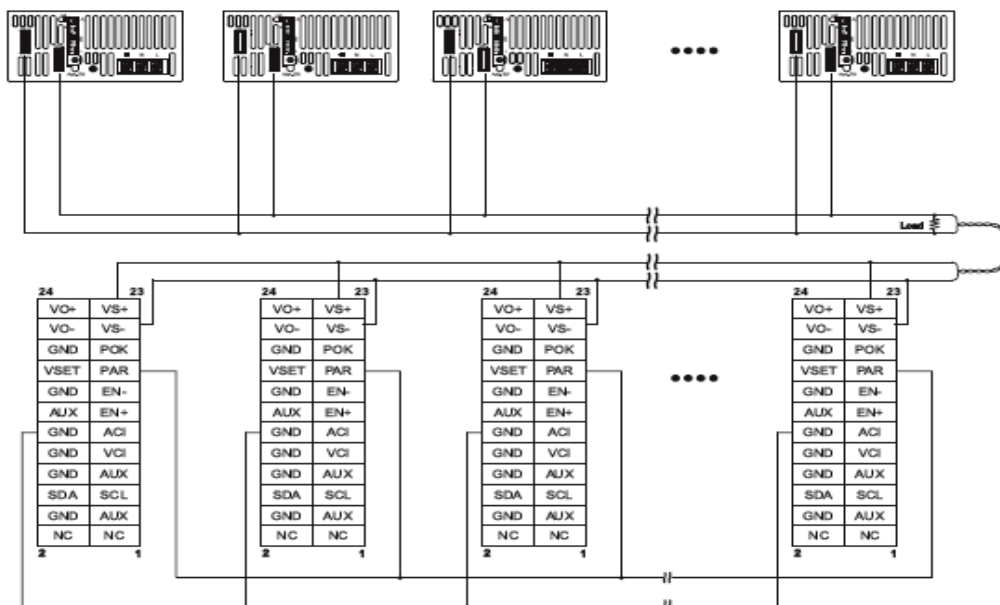 Load
24 23 24 23 24 23 24 23
VO+ VS+ VO+ VS+ VO+ VS+ VO+ VS+
VO- VS- VO- VS- VO- VS- VO- VS-
GND POK GND POK GND POK GND POK
VSET PAR VSET PAR VSET PAR VSET PAR
GND EN- GND EN- GND EN- GND EN-
AUX EN+ AUX EN+ AUX EN+ AUX EN+
GND ACI GND ACI GND ACI GND ACI
GND VCI GND VCI GND VCI GND VCI
GND AUX GND AUX GND AUX GND AUX
SDA SCL SDA SCL SDA SCL SDA SCL
GND AUX GND AUX GND AUX GND AUX
NC NC NC NC NC NC NC NC
2 1 2 1 2 1 2 1